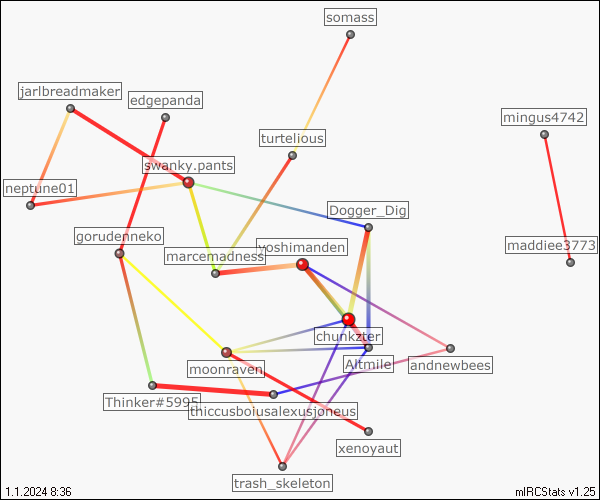 somass
jarlbreadmaker
edgepanda
mingus4742
turtelious
swanky.pants
neptune01
Dogger_Dig
gorudenneko
yoshimanden
maddiee3773
marcemadness
chunkzter
Altmile
andnewbees
moonraven
Thinker#5995
thiccusboiusalexusjoneus
xenoyaut
trash_skeleton
1.1.2024 8:36
mIRCStats v1.25